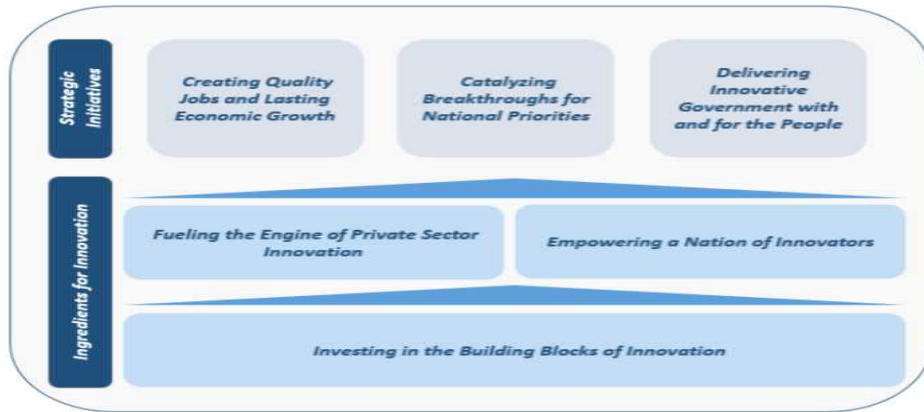 Strategic
Initiatives
Creating Quality
Jobs and Lasting
Economic Growth
Catalyzing
Breakthroughs for
National Priorities
Delivering
Innovative
Government with
and for the People
Ingredients for Innovation
Fueling the Engine of Private Sector
Innovation
Empowering a Nation of Innovators
Investing in the Building Blocks of Innovation